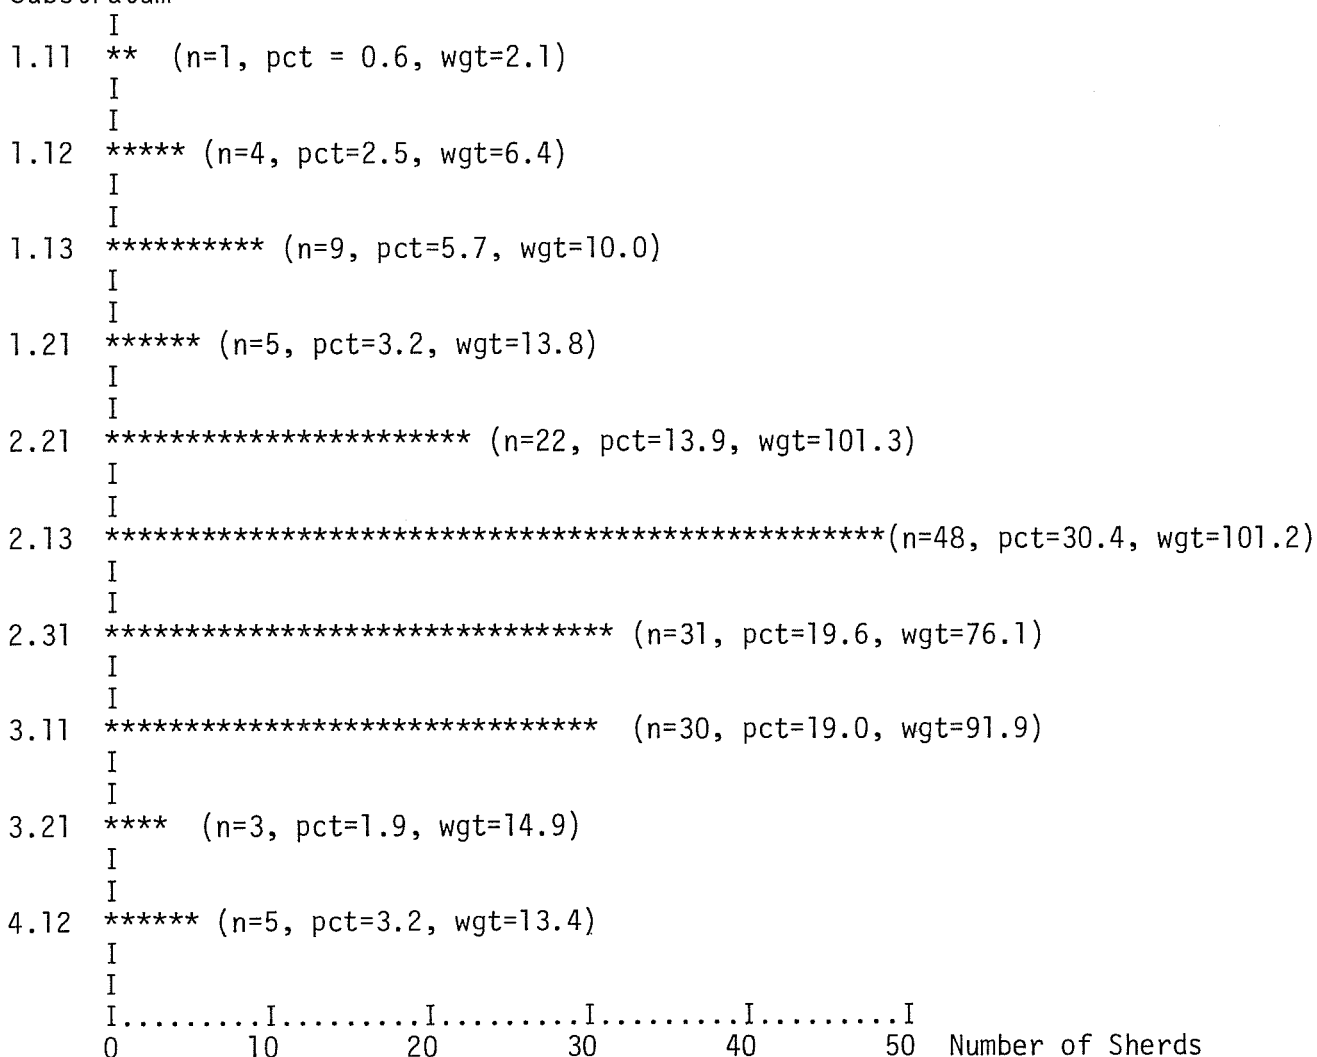 Substratum
I
1.11 ** (n=1, pct = 0.6, wgt=2.1)
I
I
1.12 ***** (n=4, pct=2.5, wgt=6.4)
I
I
1.13 ********** (n=9, pct=5.7, wgt=10.0)
I
I
1.21 ****** (n=5, pct=3.2, wgt=13.8)
I
I
2.21 *********************** (n=22, pct=13.9, wgt=101.3)
I
I
2.13 *************************************************(n=48, pct=30.4, wgt=101.2)
I
I
2.31 ******************************** (n=31, pct=19.6, wgt=76.1)
I
I
3.11 ******************************* (n=30, pct=19.0, wgt=91.9)
I
I
3.21 **** (n=3, pct=1.9, wgt=14.9)
I
I
4.12 ****** (n=5, pct=3.2, wgt=13.4)
I
I
I.........I.........I.........I.........I.........I
0 10 20 30 40 50 Number of Sherds